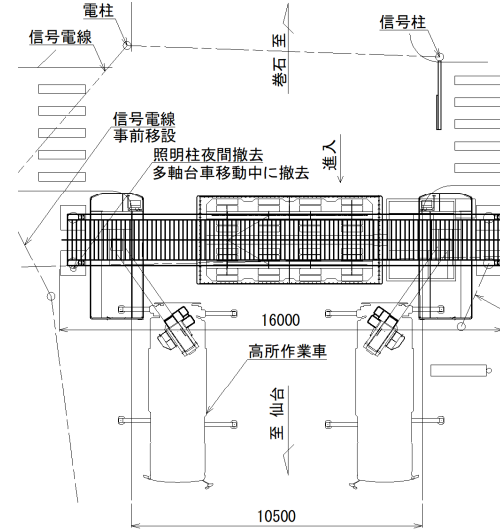 電柱
信号電線
信号柱
巻石 至
信号電線
事前移設
照明柱夜間撤去
多軸台車移動中に撤去
進入
16000
高所作業車
至 仙台
10500